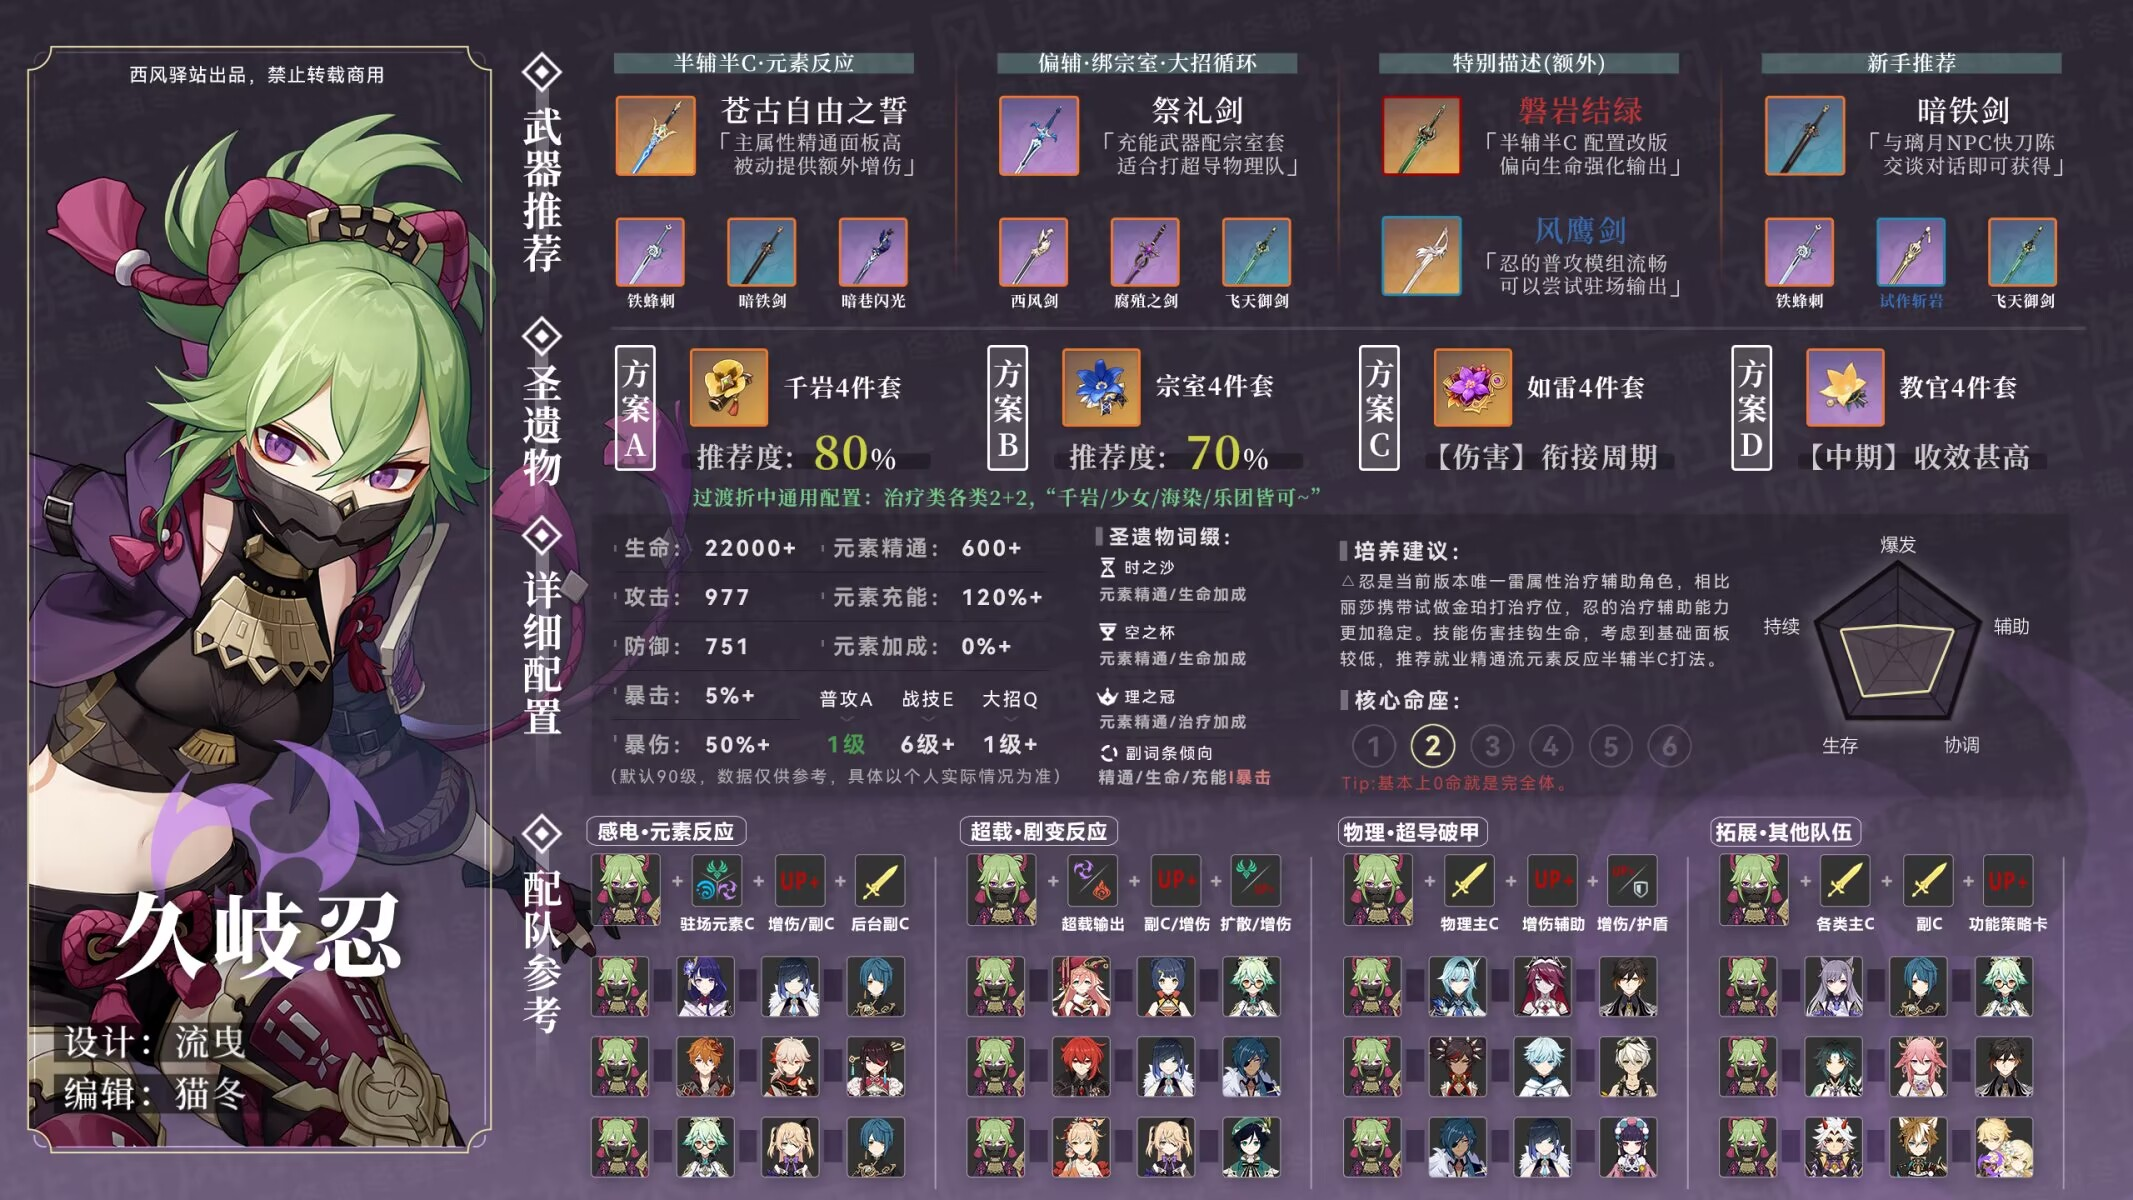 西风驿站出品，禁止转载商用
久岐忍
设计：流曳
编辑：猫冬
武器推荐
半辅半C·元素反应
苍古自由之誓
「主属性精通面板高
被动提供额外增伤」
铁蜂刺
暗铁剑
暗巷闪光
偏辅·绑宗室·大招循环
祭礼剑
「充能武器配宗室套
适合打超导物理队」
西风剑
腐殖之剑
飞天御剑
特别描述(额外)
磐岩结绿
「半辅半C 配置改版
偏向生命强化输出」
风鹰剑
「忍的普攻模组流畅
可以尝试驻场输出」
新手推荐
暗铁剑
「与璃月NPC快刀陈
交谈对话即可获得」
铁蜂刺
试作斩岩
飞天御剑
圣遗物
方案A
千岩4件套
推荐度：80%
方案B
宗室4件套
推荐度：70%
方案C
如雷4件套
【伤害】衔接周期
方案D
教官4件套
【中期】收效甚高
过渡折中通用配置：治疗类各类2+2，“千岩/少女/海染/乐团皆可~”
详细配置
生命：22000+
元素精通：600+
攻击：977
元素充能：120%+
防御：751
元素加成：0%+
暴击：5%+
普攻A 战技E 大招Q
暴伤：50%+
1级 6级+ 1级+
(默认90级，数据仅供参考，具体以个人实际情况为准)
圣遗物词缀：
时之沙
元素精通/生命加成
空之杯
元素精通/生命加成
理之冠
元素精通/治疗加成
副词条倾向
精通/生命/充能|暴击
培养建议：
△忍是当前版本唯一雷属性治疗辅助角色，相比
丽莎携带试做金珀打治疗位，忍的治疗辅助能力
更加稳定。技能伤害挂钩生命，考虑到基础面板
较低，推荐就业精通流元素反应半辅半C打法。
核心命座：
1 2 3 4 5 6
Tip:基本上0命就是完全体。
爆发
辅助
协调
生存
持续
配队参考
感电·元素反应
+ + UP+ +
驻场元素C 增伤/副C 后台副C
超载·剧变反应
+ + UP+ + UP+
超载输出 副C/增伤 扩散/增伤
物理·超导破甲
+ + UP+ + UP+
物理主C 增伤辅助 增伤/护盾
拓展·其他队伍
+ + + UP+
各类主C 副C 功能策略卡